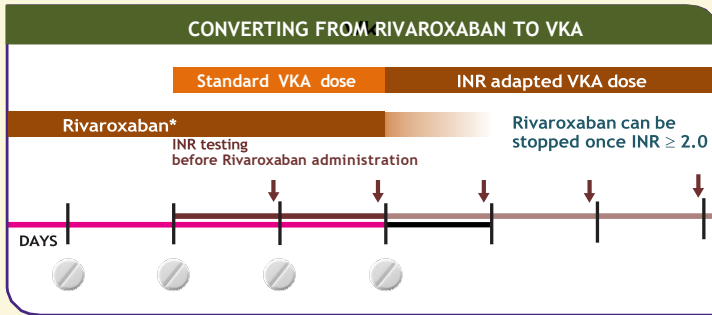 CONVERTING FROM RIVAROXABAN TO VKA
Standard VKA dose
INR adapted VKA dose
Rivaroxaban*
Rivaroxaban can be
stopped once INR ≥ 2.0
INR testing
before Rivaroxaban administration
DAYS